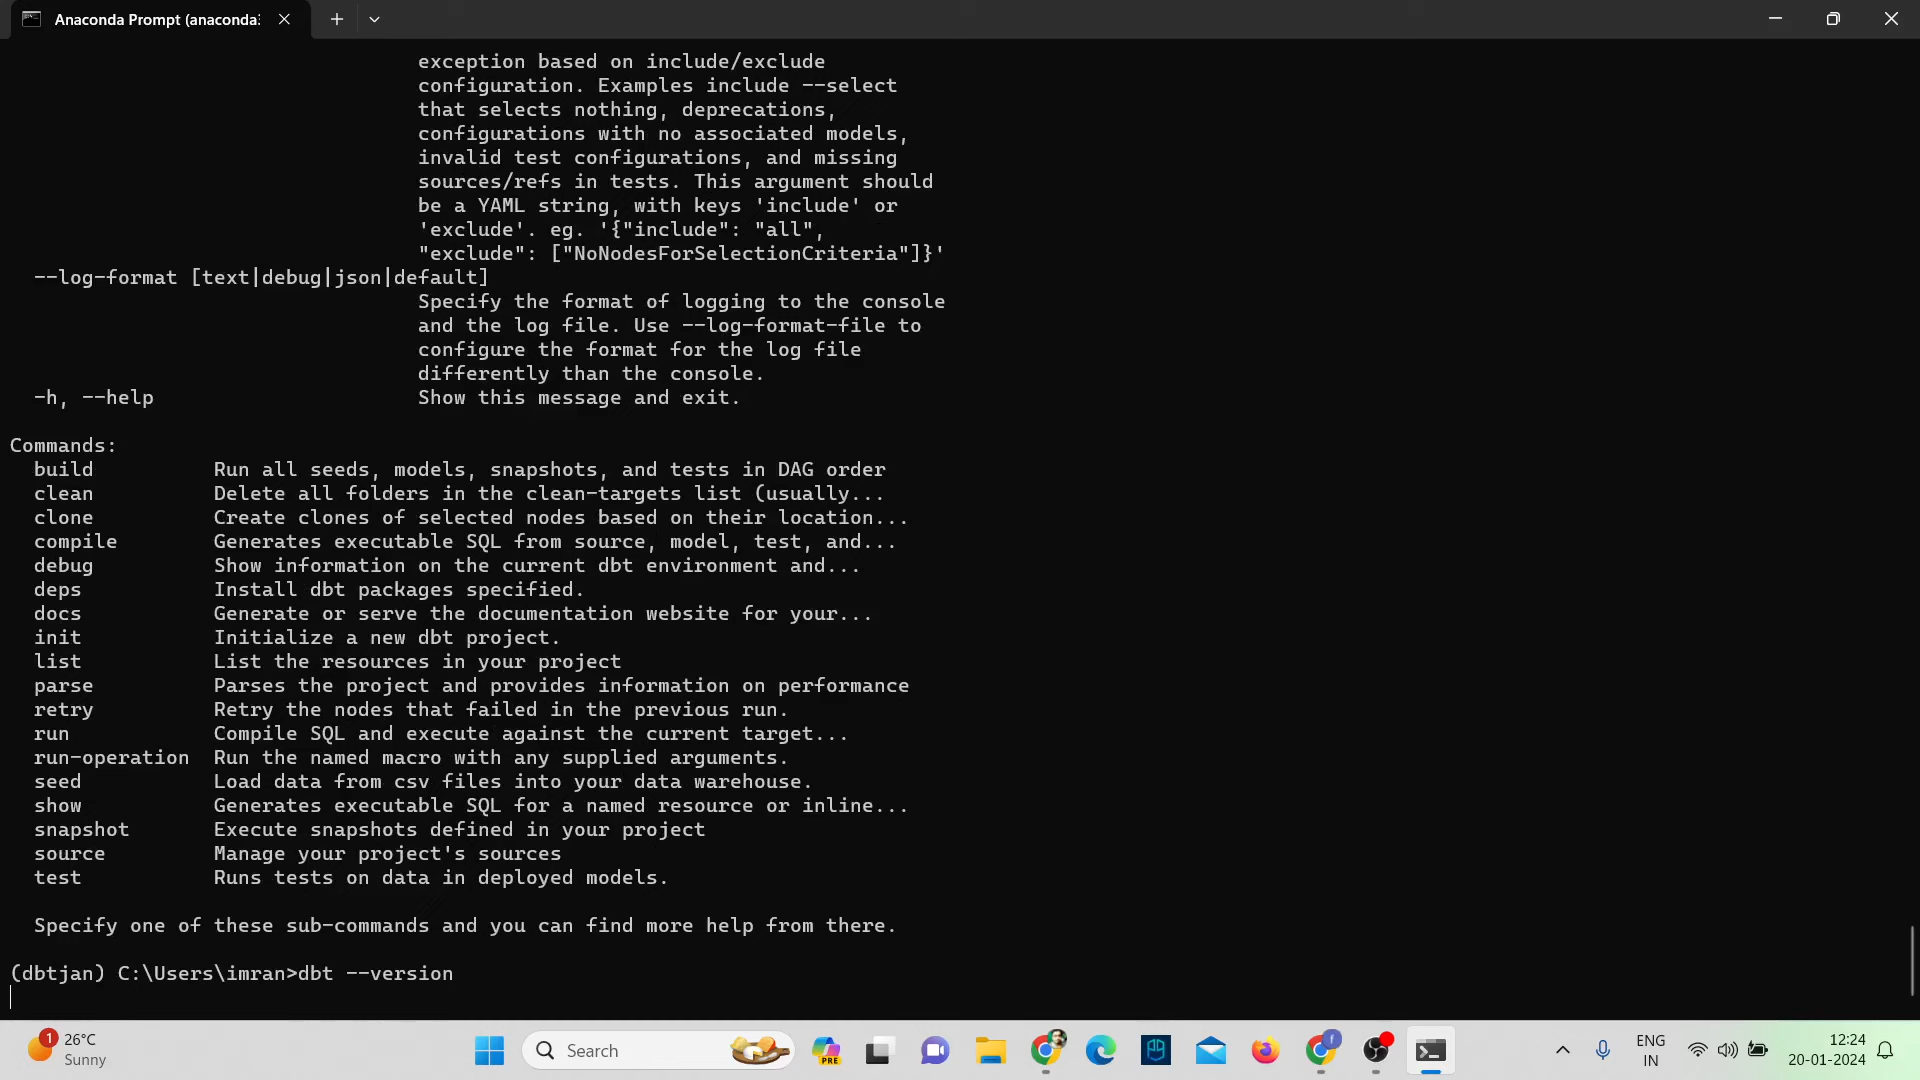 Anaconda Prompt (anaconda:
exception based on include/exclude
configuration. Examples include --select
that selects nothing, deprecations,
configurations with no associated models,
invalid test configurations, and missing
sources/refs in tests. This argument should
be a YAML string, with keys 'include' or
'exclude'. eg. '{"include": "all",
"exclude": ["NoNodesForSelectionCriteria"]}'
--log-format [text|debug|json|default]
Specify the format of logging to the console
and the log file. Use --log-format-file to
configure the format for the log file
differently than the console.
-h, --help Show this message and exit.
Commands:
build Run all seeds, models, snapshots, and tests in DAG order
clean Delete all folders in the clean-targets list (usually...
clone Create clones of selected nodes based on their location...
compile Generates executable SQL from source, model, test, and...
debug Show information on the current dbt environment and...
deps Install dbt packages specified.
docs Generate or serve the documentation website for your...
init Initialize a new dbt project.
list List the resources in your project
parse Parses the project and provides information on performance
retry Retry the nodes that failed in the previous run.
run Compile SQL and execute against the current target...
run-operation Run the named macro with any supplied arguments.
seed Load data from csv files into your data warehouse.
show Generates executable SQL for a named resource or inline...
snapshot Execute snapshots defined in your project
source Manage your project's sources
test Runs tests on data in deployed models.
Specify one of these sub-commands and you can find more help from there.
(dbtjan) C:\Users\imran>dbt --version
1 26°C
Sunny
Search
PRE
ENG
IN
12:24
20-01-2024